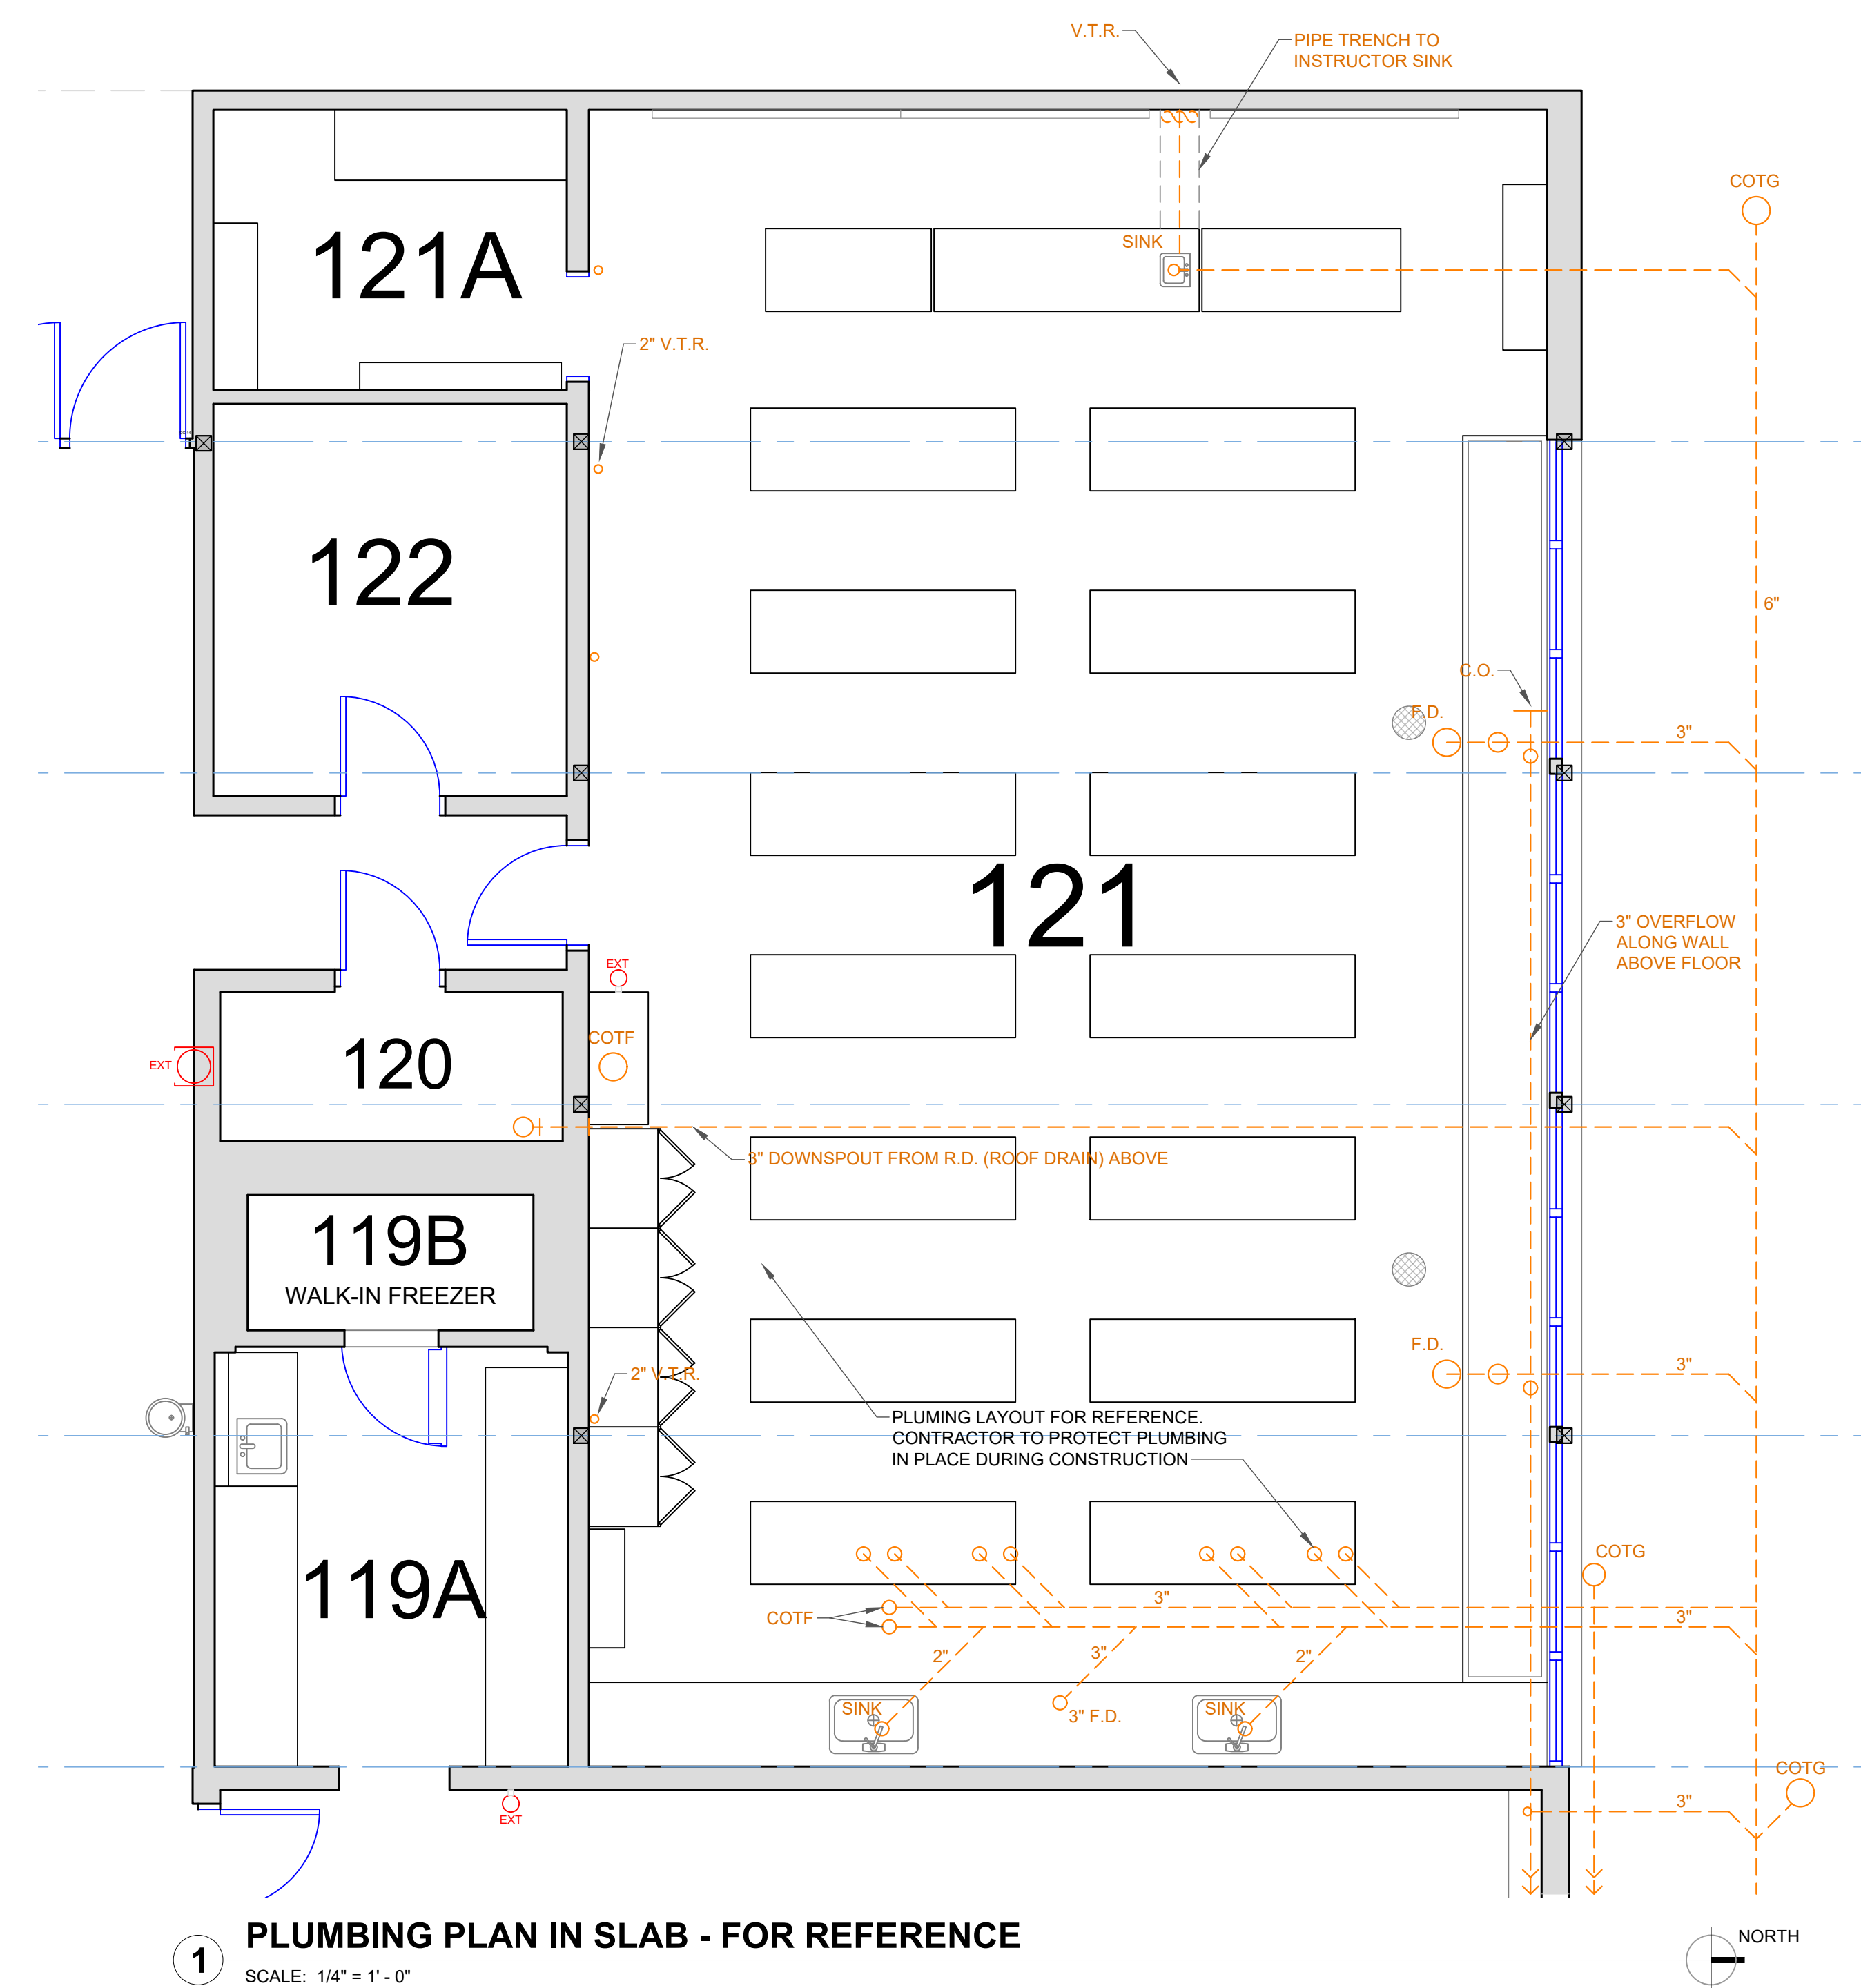 V.T.R.
PIPE TRENCH TO
INSTRUCTOR SINK
COTG
121A
SINK
2" V.T.R.
122
6"
C.O.
F.D.
3"
121
3" OVERFLOW
ALONG WALL
ABOVE FLOOR
EXT
COTF
EXT
120
3" DOWNSPOUT FROM R.D. (ROOF DRAIN) ABOVE
119B
WALK-IN FREEZER
F.D.
3"
2" V.T.R.
PLUMING LAYOUT FOR REFERENCE.
CONTRACTOR TO PROTECT PLUMBING
IN PLACE DURING CONSTRUCTION
COTG
119A
3"
COTF
3"
2"
3"
2"
SINK
3" F.D.
SINK
COTG
3"
EXT
1
PLUMBING PLAN IN SLAB - FOR REFERENCE
SCALE: 1/4" = 1' - 0"
NORTH